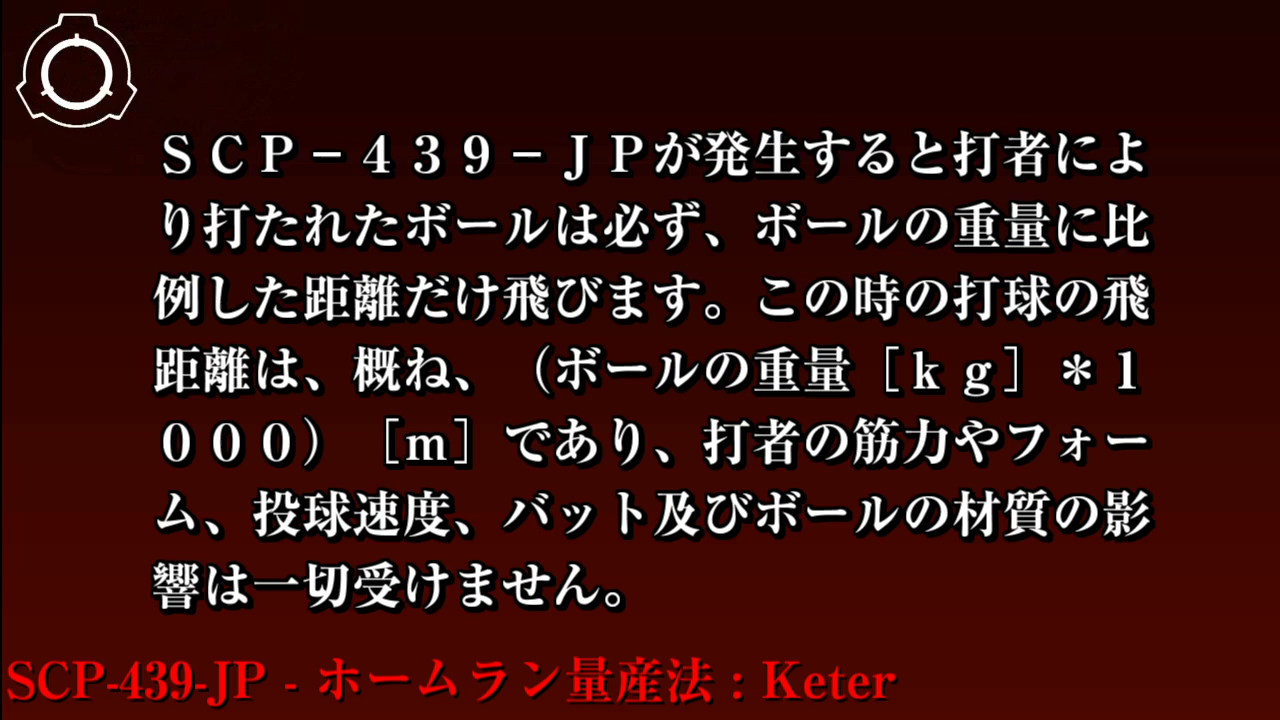 SCP-439-JPが発生すると打者によ
り打たれたボールは必ず、ボールの重量に比
例した距離だけ飛びます。この時の打球の飛
距離は、概ね、(ボールの重量[kg]*1
000)[m]であり、打者の筋力やフォー
ム、投球速度、バット及びボールの材質の影
響は一切受けません。
SCP-439-JP - ホームラン量産法 : Keter